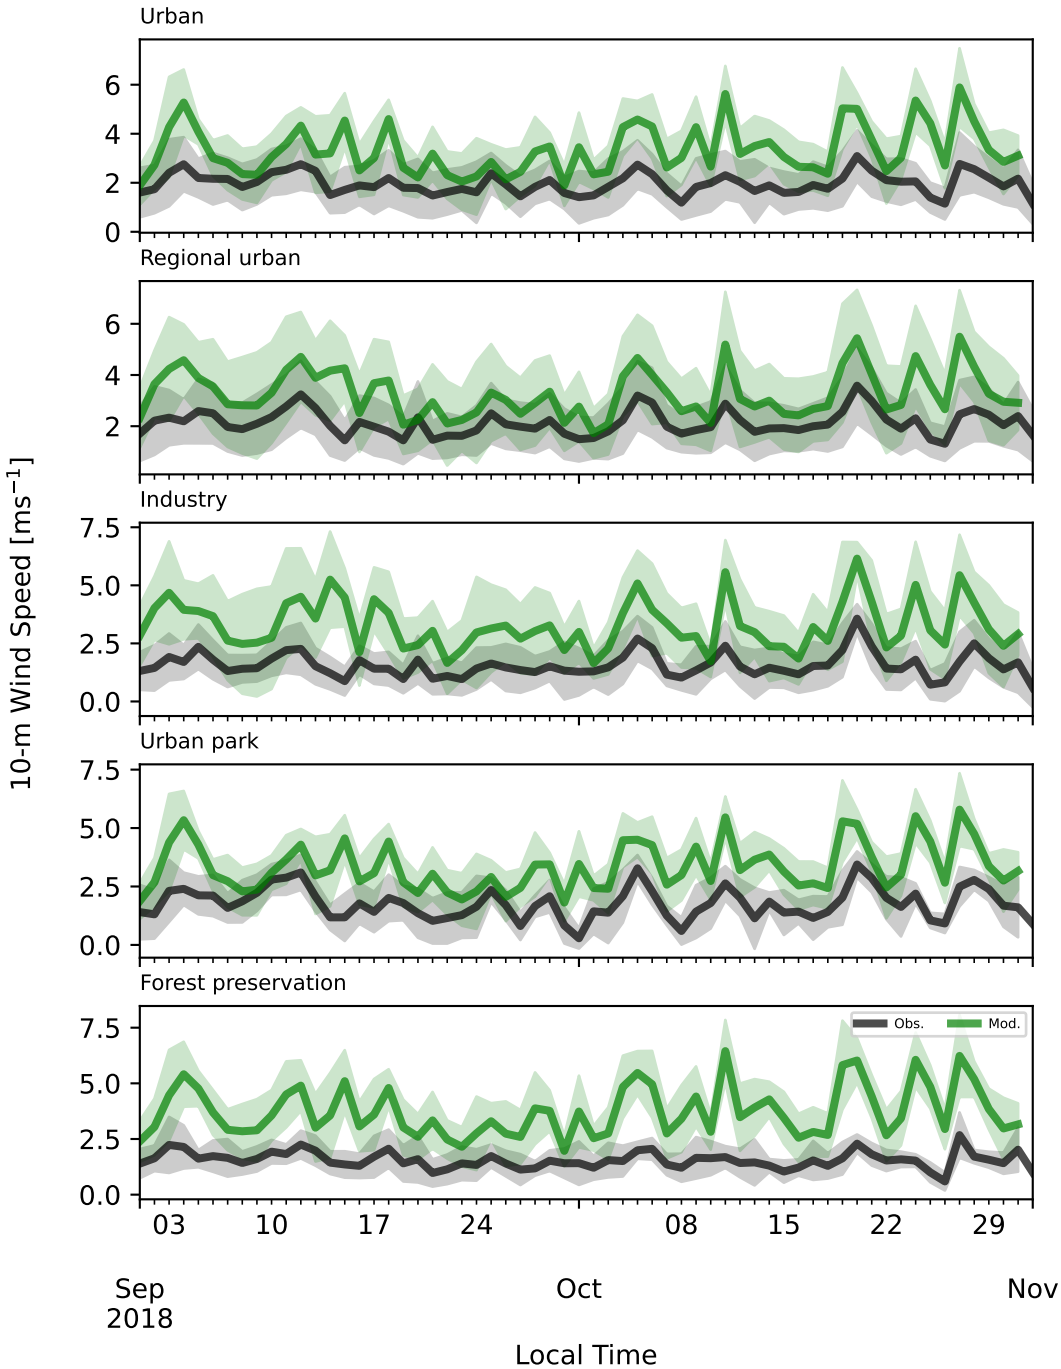 Urban
6
4
2
0
Regional urban
6
4
2
Industry
7.5
5.0
2.5
0.0
10-m Wind Speed [ms⁻¹]
Urban park
7.5
5.0
2.5
0.0
Forest preservation
7.5
5.0
2.5
0.0
Obs. Mod.
03 10 17 24 08 15 22 29
Sep Oct Nov
2018
Local Time